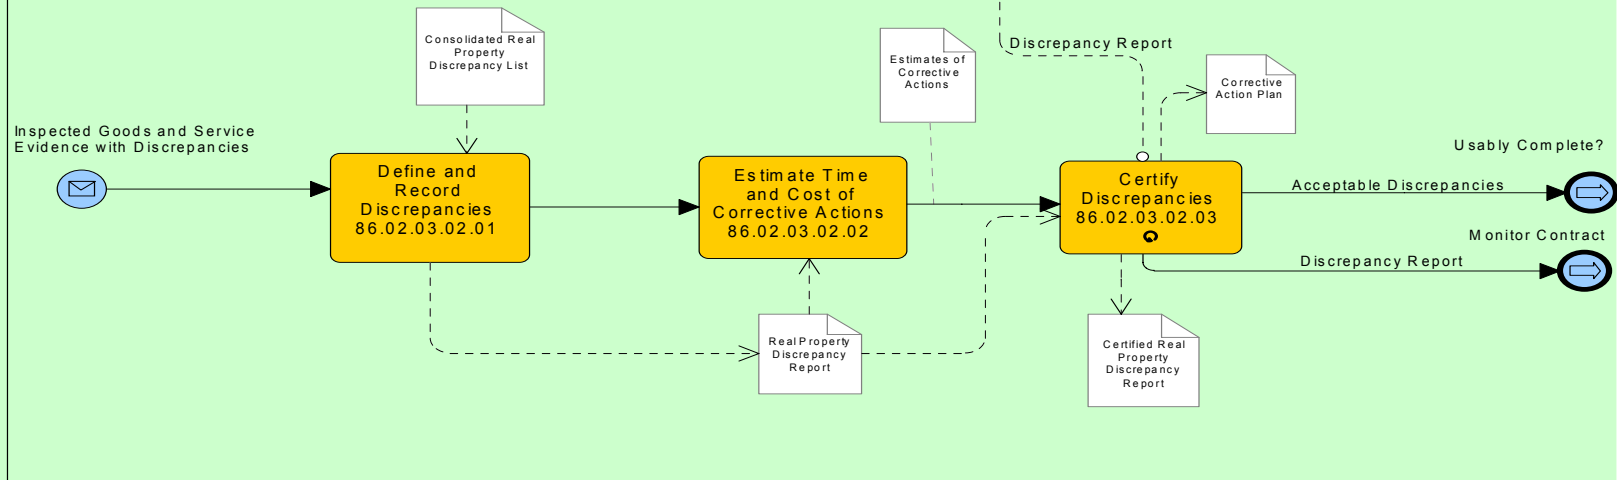 Consolidated Real
Property
Discrepancy List
Estimates of
Corrective
Actions
Discrepancy Report
Corrective
Action Plan
Inspected Goods and Service
Evidence with Discrepancies
Define and
Record
Discrepancies
86.02.03.02.01
Estimate Time
and Cost of
Corrective Actions
86.02.03.02.02
Certify
Discrepancies
86.02.03.02.03
Usably Complete?
Acceptable Discrepancies
Monitor Contract
Discrepancy Report
Real Property
Discrepancy
Report
Certified Real
Property
Discrepancy
Report